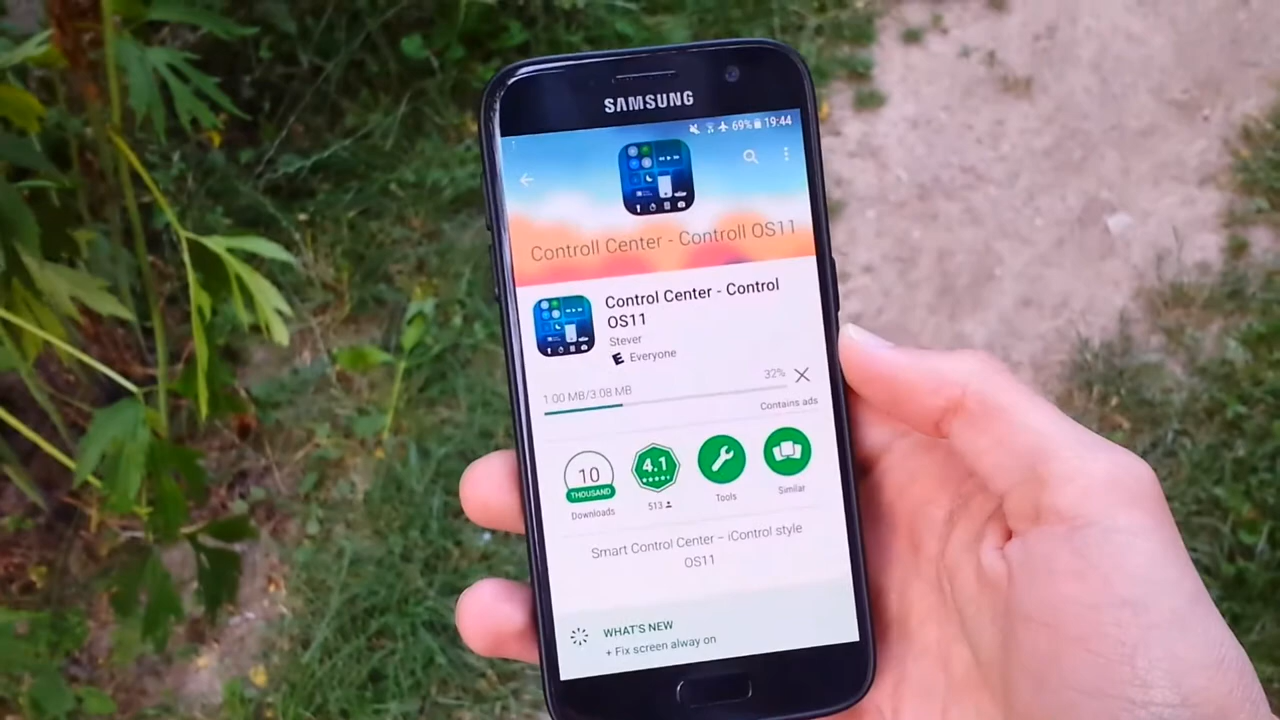 SAMSUNG
69% 19:44
Controll Center - Controll OS11
Control Center - Control
OS11
Stever
E Everyone
1.00 MB/3.08 MB 32%
Contains ads
10
THOUSAND
Downloads
4.1
513
Tools
Similar
Smart Control Center – iControl style
OS11
WHAT'S NEW
+ Fix screen alway on